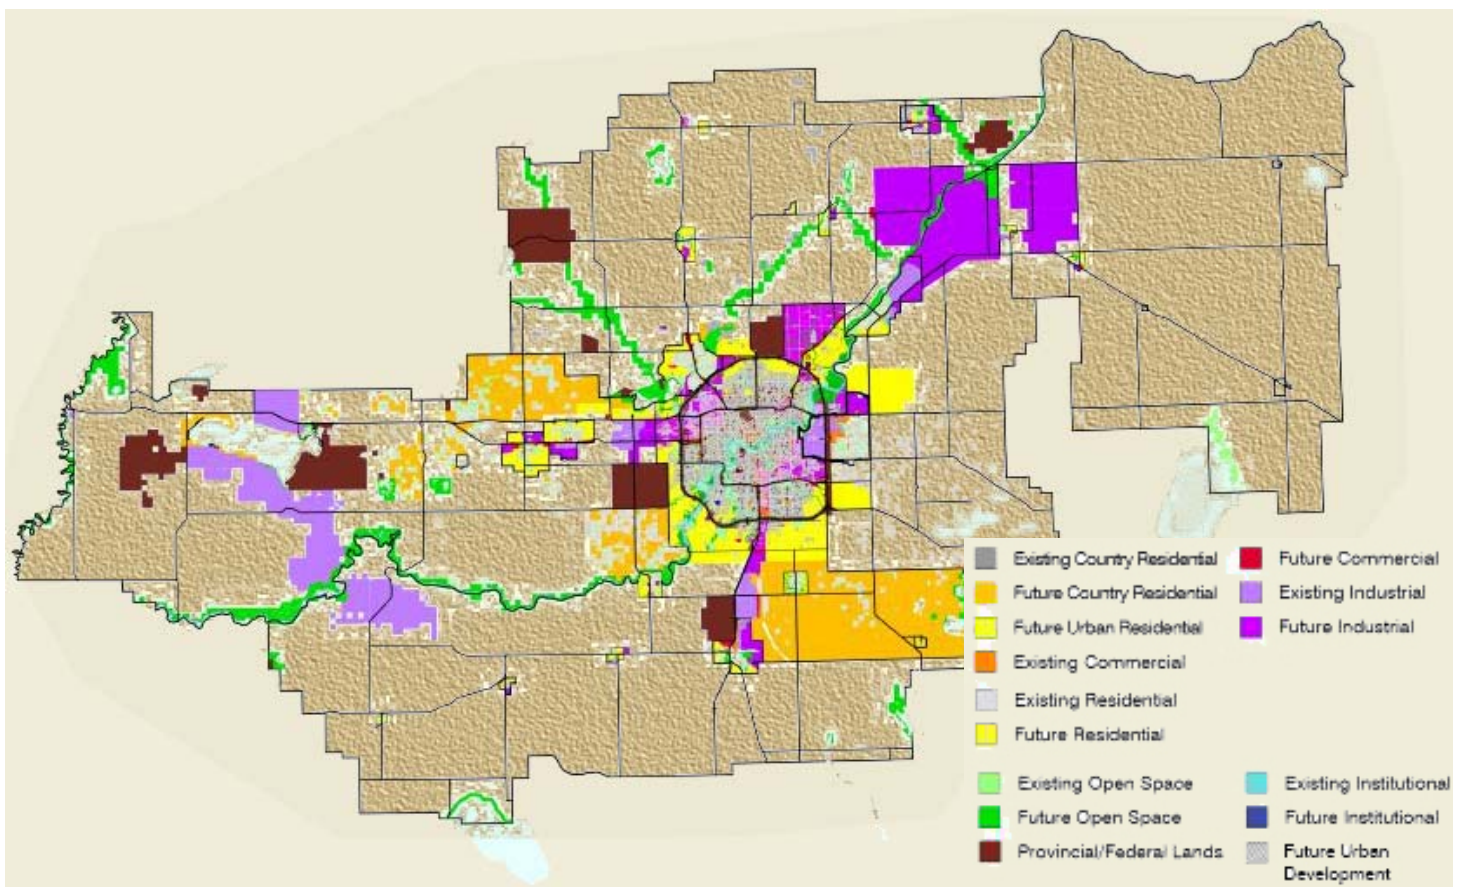 Existing Country Residential
Future Commercial
Future Country Residential
Existing Industrial
Future Urban Residential
Future Industrial
Existing Commercial
Existing Residential
Future Residential
Existing Open Space
Existing Institutional
Future Open Space
Future Institutional
Provincial/Federal Lands
Future Urban
Development